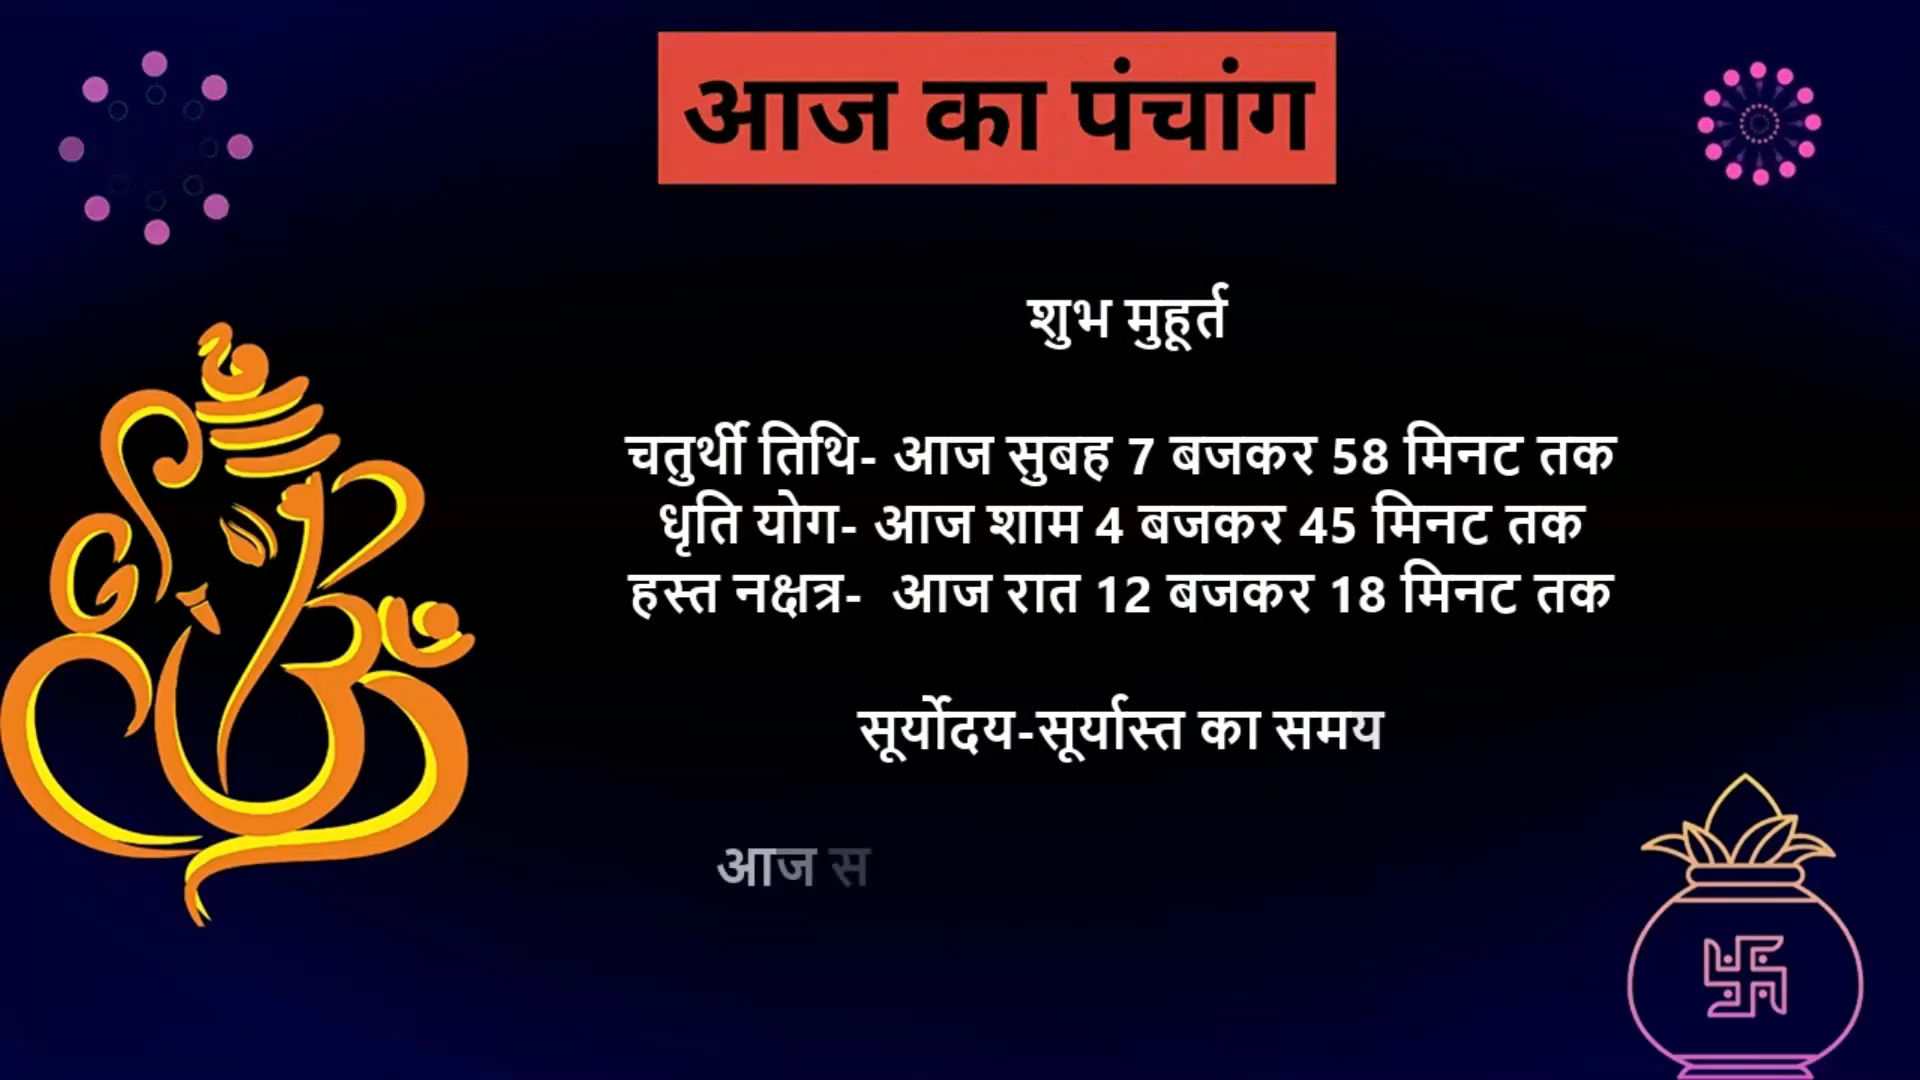 आज का पंचांग
शुभ मुहूर्त
चतुर्थी तिथि- आज सुबह 7 बजकर 58 मिनट तक
धृति योग- आज शाम 4 बजकर 45 मिनट तक
हस्त नक्षत्र- आज रात 12 बजकर 18 मिनट तक
सूर्योदय-सूर्यास्त का समय
आज स